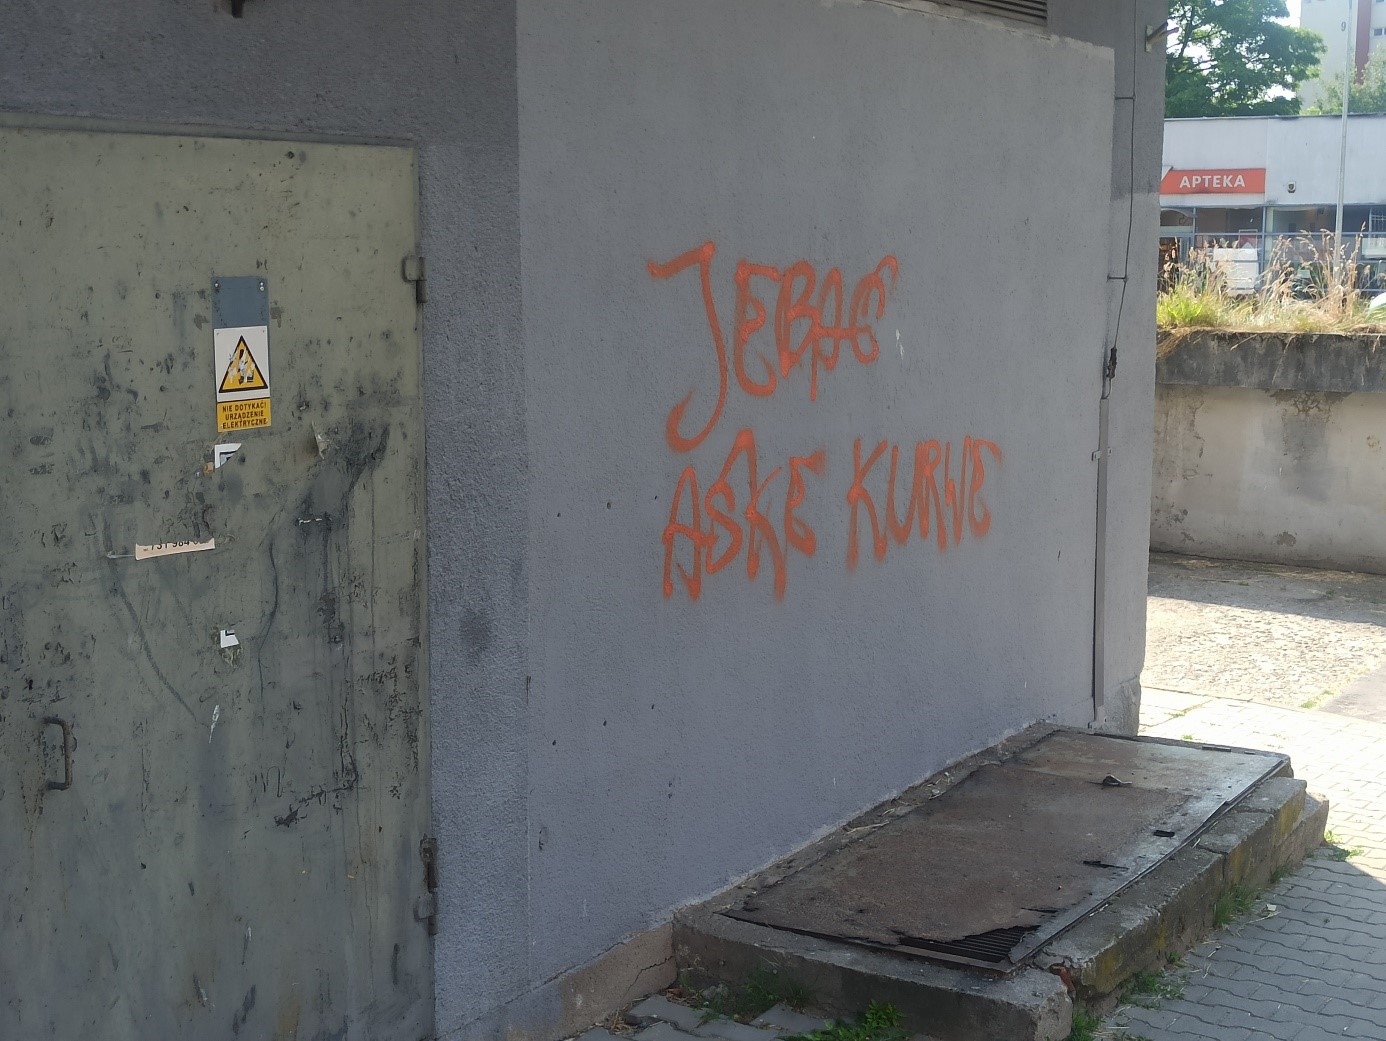 APTEKA
JEBAĆ
ASKE KURWE
NIE DOTYKAĆ!
URZĄDZENIE
ELEKTRYCZNE